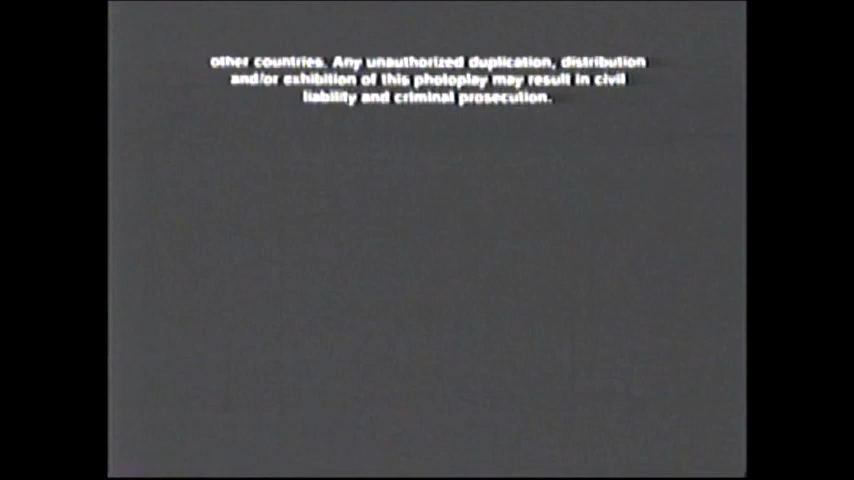 other countries. Any unauthorized duplication, distribution
and/or exhibition of this photoplay may result in civil
liability and criminal prosecution.